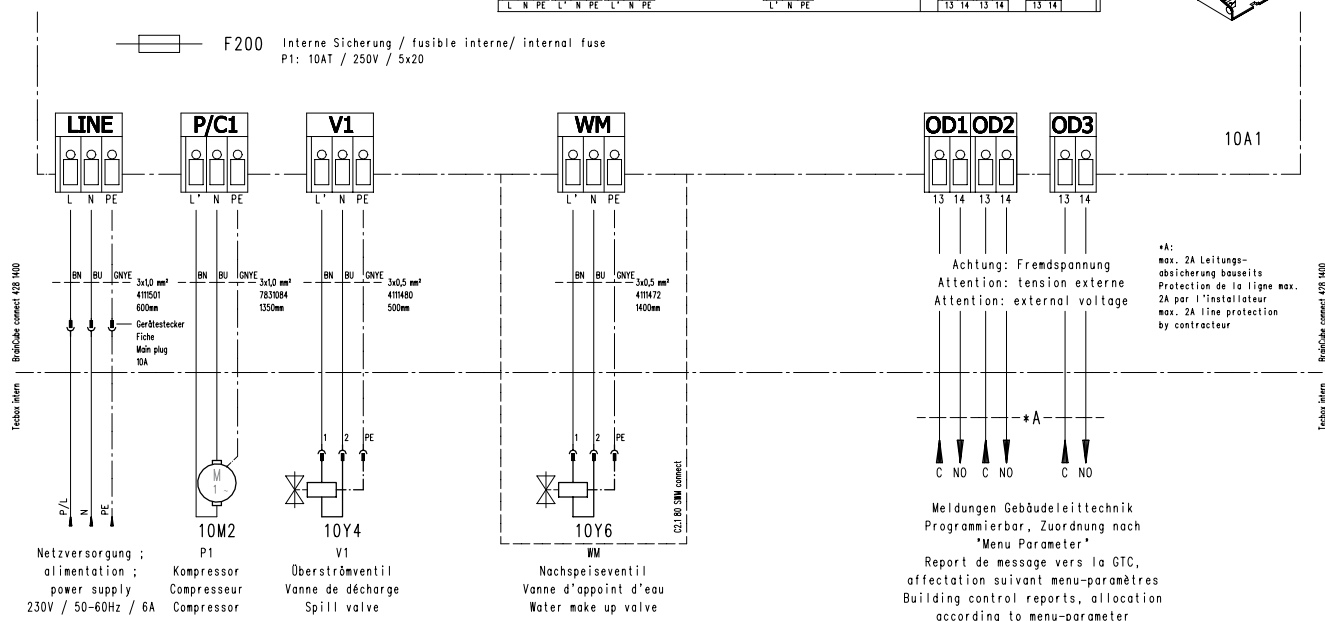 L N PE L' N PE L' N PE L' N PE 13 14 13 14 13 14
F200 Interne Sicherung / fusible interne/ internal fuse
P1: 10AT / 250V / 5x20
LINE P/C1 V1 WM OD1 OD2 OD3
10A1
L N PE L' N PE L' N PE L' N PE 13 14 13 14 13 14
BN BU GNYE
3x1,0 mm²
4111501
600mm
Gerätestecker
Fiche
Main plug
10A
BN BU GNYE
3x1,0 mm²
7831084
1350mm
BN BU GNYE
3x0,5 mm²
4111480
500mm
BN BU GNYE
3x0,5 mm²
4111472
1400mm
Achtung: Fremdspannung
Attention: tension externe
Attention: external voltage
*A:
max. 2A Leitungs-
absicherung bauseits
Protection de la ligne max.
2A par l'installateur
max. 2A line protection
by contracteur
BrainCube connect 428 1400
BrainCube connect 428 1400
Tecbox intern
Tecbox intern
*A
1 2 PE
1 2 PE
M
1 ~
C NO C NO C NO
C2.1 80 SWM connect
P/L N PE
10M2 10Y4 10Y6
Netzversorgung ;
alimentation ;
power supply
230V / 50-60Hz / 6A
P1
Kompressor
Compresseur
Compressor
V1
Überströmventil
Vanne de décharge
Spill valve
WM
Nachspeiseventil
Vanne d'appoint d'eau
Water make up valve
Meldungen Gebäudeleittechnik
Programmierbar, Zuordnung nach
"Menu Parameter"
Report de message vers la GTC,
affectation suivant menu-paramètres
Building control reports, allocation
according to menu-parameter